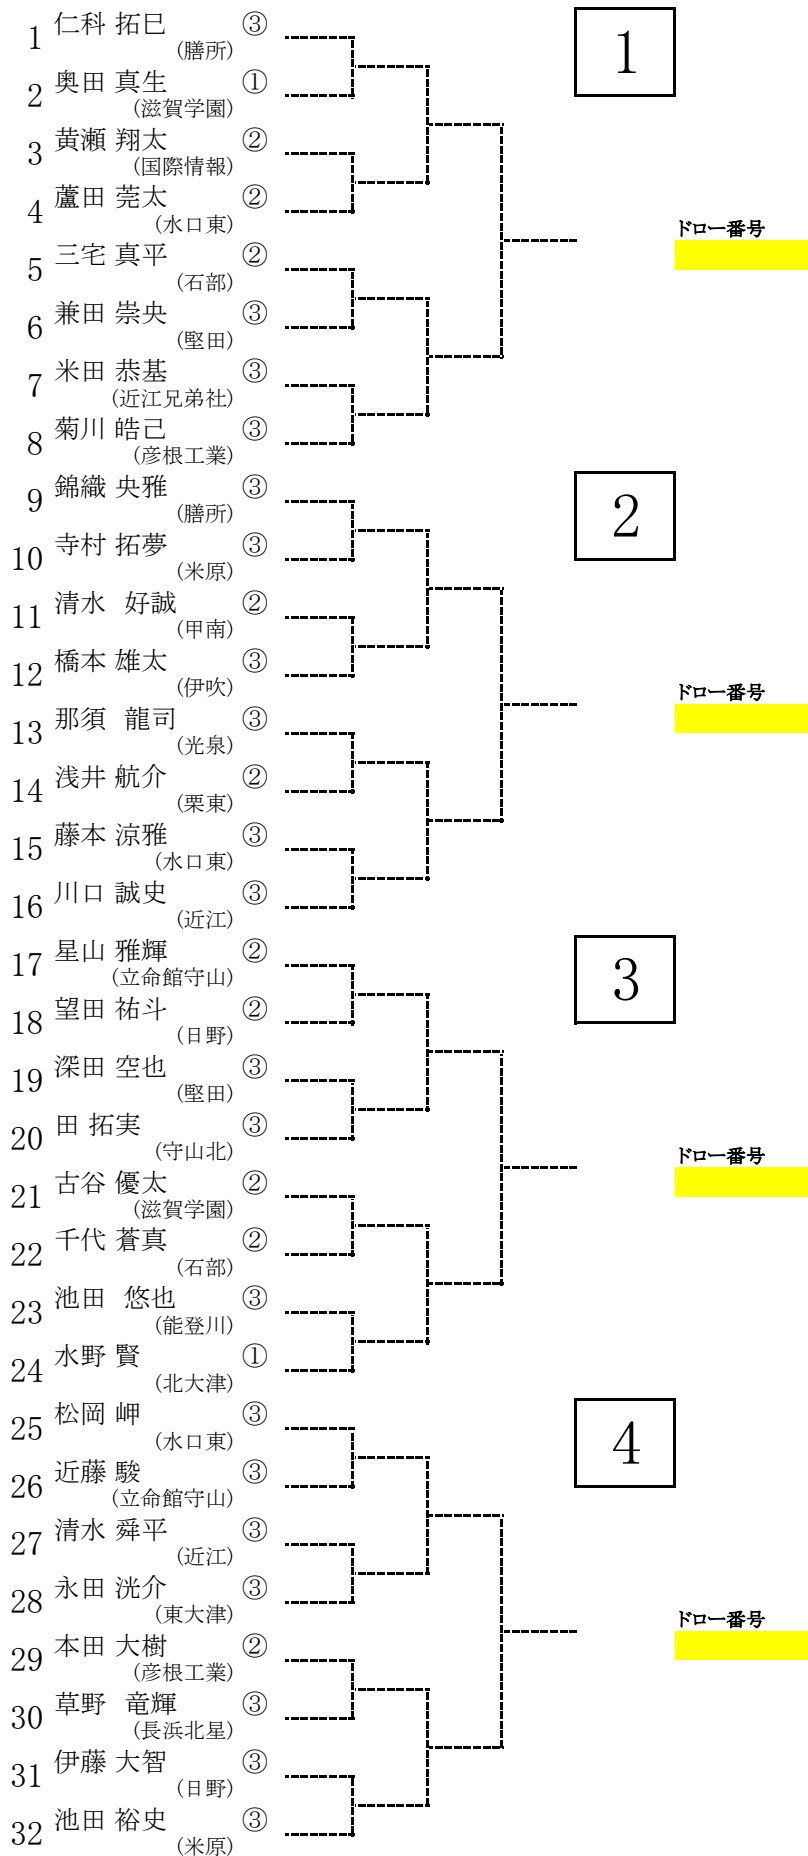 1 仁科 拓巳 ③
(膳所)
2 奥田 真生 ①
(滋賀学園)
3 黄瀬 翔太 ②
(国際情報)
4 蘆田 莞太 ②
(水口東)
5 三宅 真平 ②
(石部)
6 兼田 崇央 ③
(堅田)
7 米田 恭基 ③
(近江兄弟社)
8 菊川 皓己 ③
(彦根工業)
1
ドロー番号
9 錦織 央雅 ③
(膳所)
10 寺村 拓夢 ③
(米原)
11 清水 好誠 ②
(甲南)
12 橋本 雄太 ③
(伊吹)
13 那須 龍司 ③
(光泉)
14 浅井 航介 ②
(栗東)
15 藤本 涼雅 ③
(水口東)
16 川口 誠史 ③
(近江)
2
ドロー番号
17 星山 雅輝 ②
(立命館守山)
18 望田 祐斗 ②
(日野)
19 深田 空也 ③
(堅田)
20 田 拓実 ③
(守山北)
21 古谷 優太 ②
(滋賀学園)
22 千代 蒼真 ②
(石部)
23 池田 悠也 ③
(能登川)
24 水野 賢 ①
(北大津)
3
ドロー番号
25 松岡 岬 ③
(水口東)
26 近藤 駿 ③
(立命館守山)
27 清水 舜平 ③
(近江)
28 永田 洸介 ③
(東大津)
29 本田 大樹 ②
(彦根工業)
30 草野 竜輝 ③
(長浜北星)
31 伊藤 大智 ③
(日野)
32 池田 裕史 ③
(米原)
4
ドロー番号